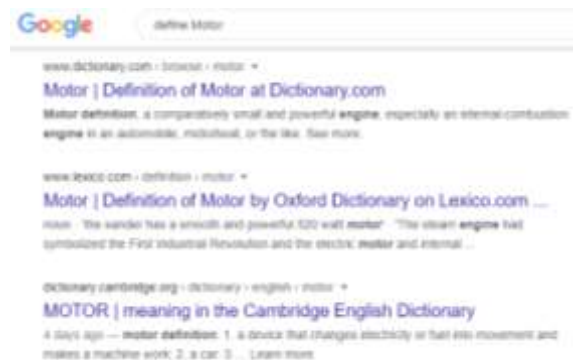 Google
define Motor
www.dictionary.com › browse › motor
Motor | Definition of Motor at Dictionary.com
Motor definition, a comparatively small and powerful engine, especially an internal-combustion
engine in an automobile, motorboat, or the like. See more.
www.lexico.com › definition › motor
Motor | Definition of Motor by Oxford Dictionary on Lexico.com ...
noun · 'the sander has a smooth and powerful 520 watt motor' · 'The steam engine had
symbolized the First Industrial Revolution and the electric motor and internal ...
dictionary.cambridge.org › dictionary › english › motor
MOTOR | meaning in the Cambridge English Dictionary
4 days ago — motor definition: 1. a device that changes electricity or fuel into movement and
makes a machine work: 2. a car: 3.... Learn more.